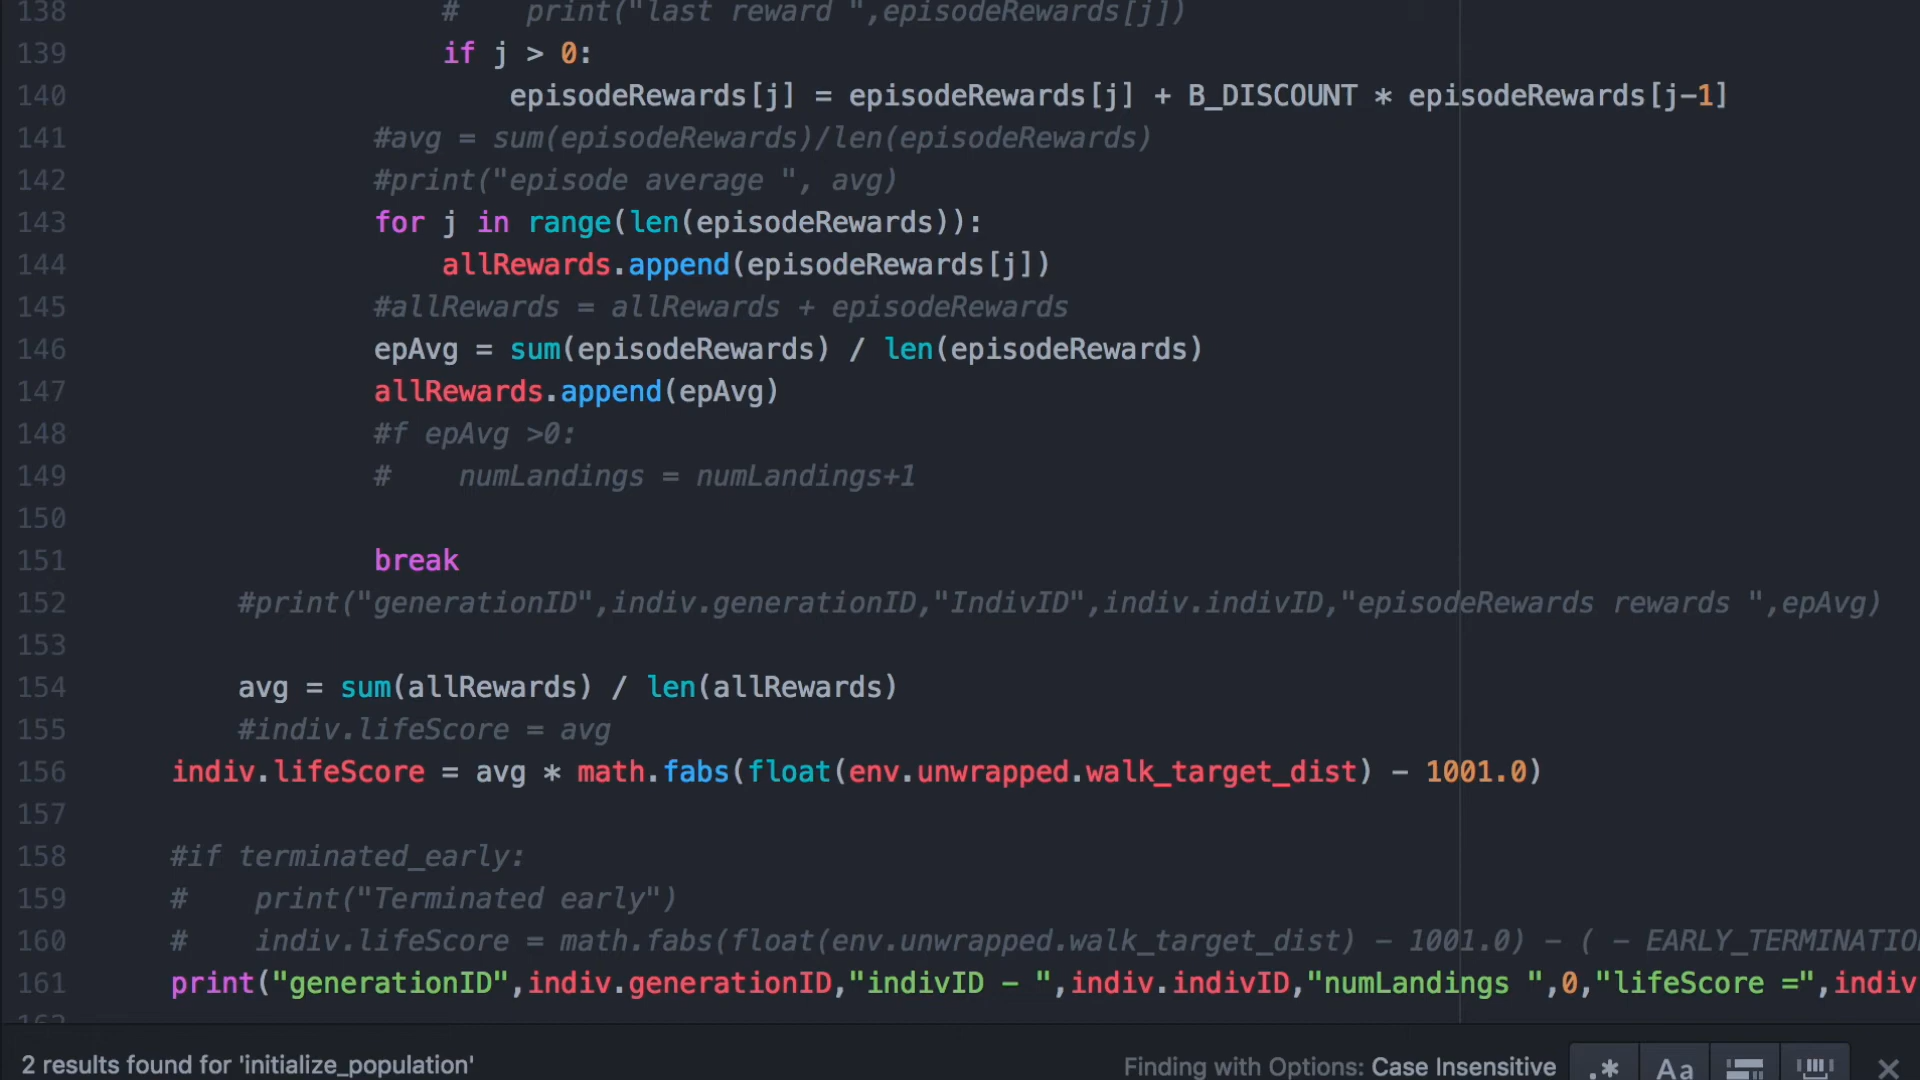 138 #    print("last reward ",episodeRewards[j])
139 if j > 0:
140 episodeRewards[j] = episodeRewards[j] + B_DISCOUNT * episodeRewards[j-1]
141 #avg = sum(episodeRewards)/len(episodeRewards)
142 #print("episode average ", avg)
143 for j in range(len(episodeRewards)):
144 allRewards.append(episodeRewards[j])
145 #allRewards = allRewards + episodeRewards
146 epAvg = sum(episodeRewards) / len(episodeRewards)
147 allRewards.append(epAvg)
148 #f epAvg >0:
149 #    numLandings = numLandings+1
150
151 break
152 #print("generationID",indiv.generationID,"IndivID",indiv.indivID,"episodeRewards rewards ",epAvg)
153
154 avg = sum(allRewards) / len(allRewards)
155 #indiv.lifeScore = avg
156 indiv.lifeScore = avg * math.fabs(float(env.unwrapped.walk_target_dist) - 1001.0)
157
158 #if terminated_early:
159 #    print("Terminated early")
160 #    indiv.lifeScore = math.fabs(float(env.unwrapped.walk_target_dist) - 1001.0) - ( - EARLY_TERMINATIO
161 print("generationID",indiv.generationID,"indivID - ",indiv.indivID,"numLandings ",0,"lifeScore =",indiv
2 results found for 'initialize_population'
Finding with Options: Case Insensitive
.* Aa